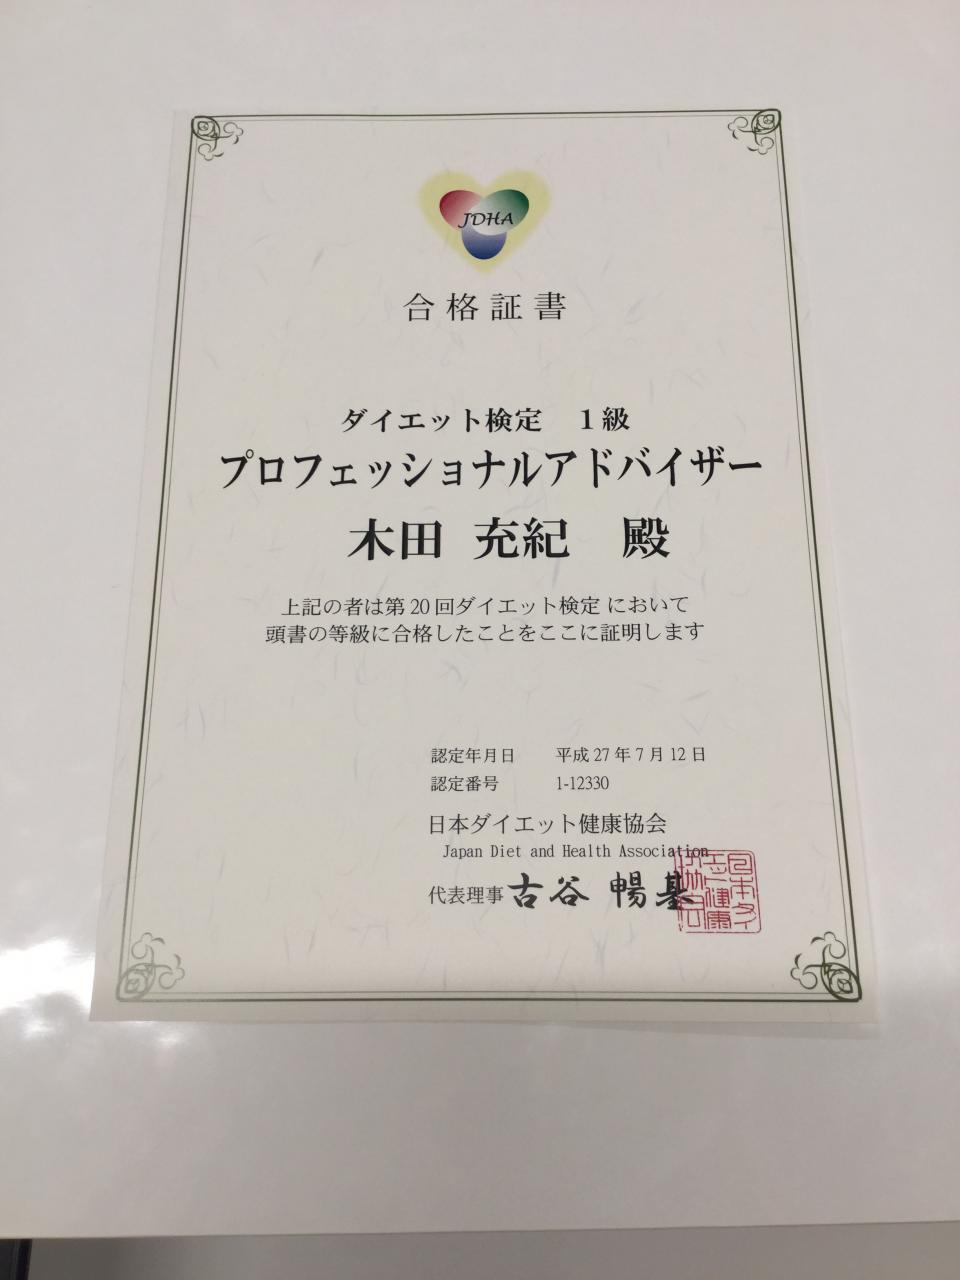 JDHA
合格証書
ダイエット検定　1級
プロフェッショナルアドバイザー
木田 充紀　殿
上記の者は第20回ダイエット検定 において
頭書の等級に合格したことをここに証明します
認定年月日　平成27年7月12日
認定番号　1-12330
日本ダイエット健康協会
Japan Diet and Health Association
代表理事 古谷 暢基